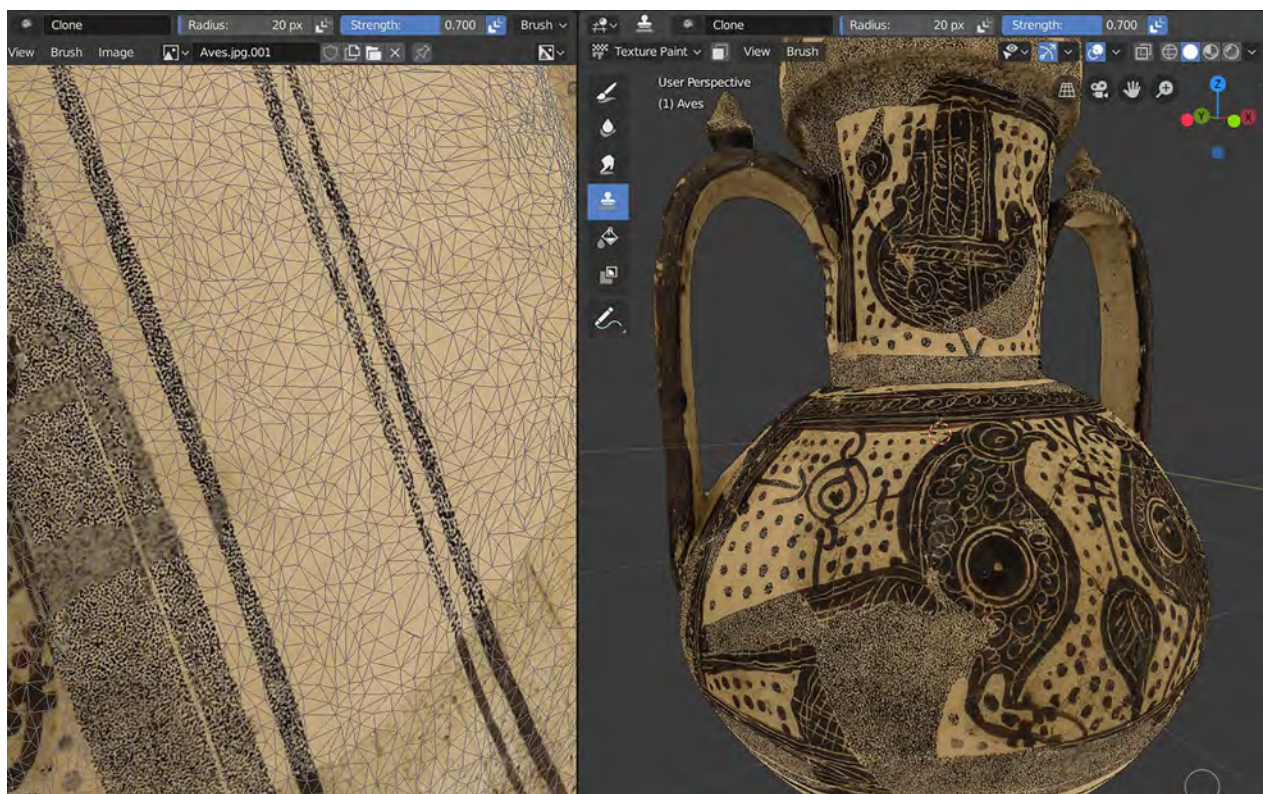 Clone Radius: 20 px Strength: 0.700 Brush
View Brush Image Aves.jpg.001
Clone Radius: 20 px Strength: 0.700
Texture Paint View Brush
User Perspective
(1) Aves
Z
Y X